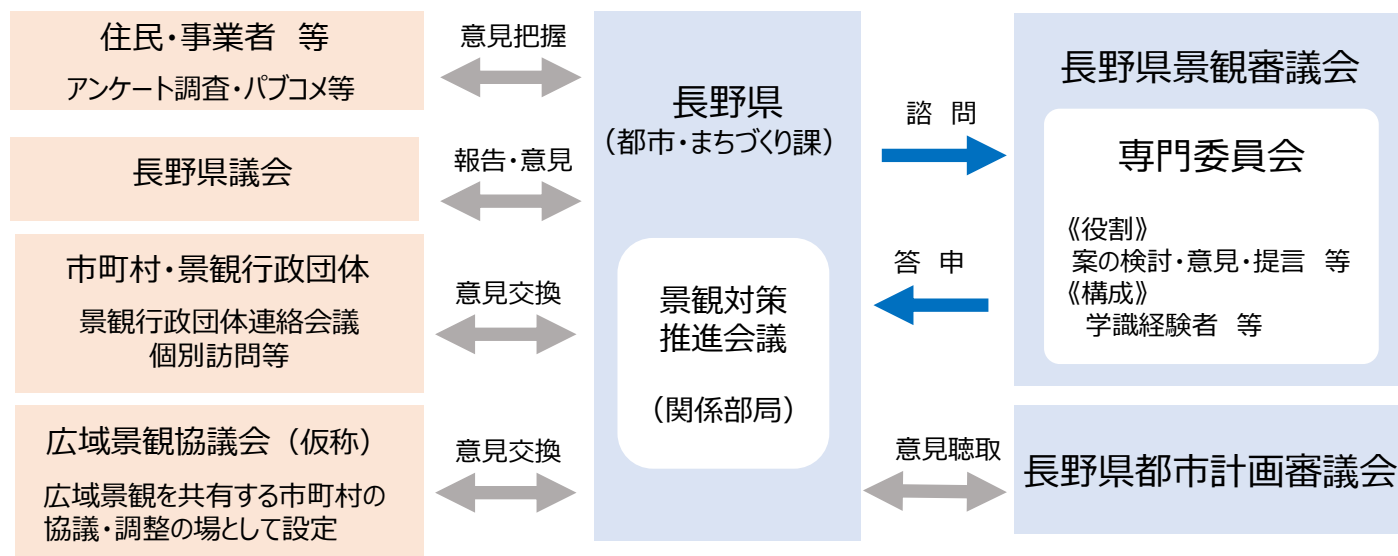 住民・事業者 等
アンケート調査・パブコメ等
意見把握
長野県議会
報告・意見
市町村・景観行政団体
景観行政団体連絡会議
個別訪問等
意見交換
広域景観協議会（仮称）
広域景観を共有する市町村の
協議・調整の場として設定
意見交換
長野県
（都市・まちづくり課）
景観対策
推進会議
（関係部局）
諮 問
答 申
意見聴取
長野県景観審議会
専門委員会
《役割》
案の検討・意見・提言 等
《構成》
学識経験者 等
長野県都市計画審議会